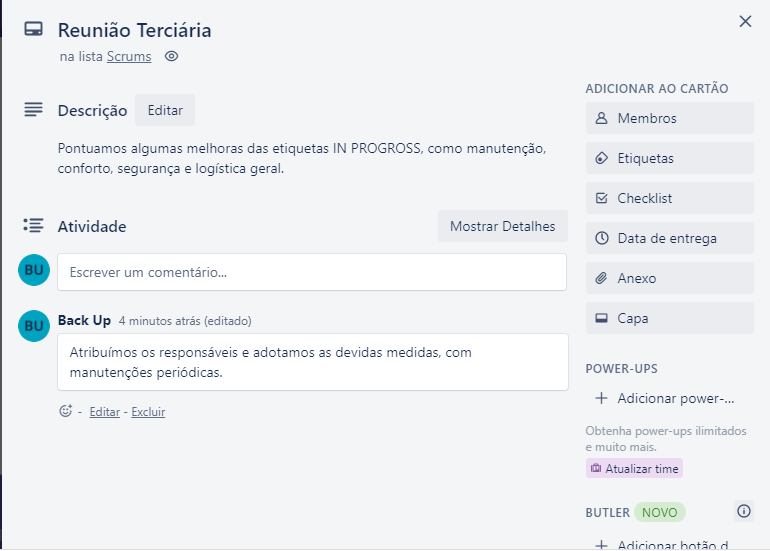 Reunião Terciária
na lista Scrums
Descrição
Editar
Pontuamos algumas melhoras das etiquetas IN PROGROSS, como manutenção,
conforto, segurança e logística geral.
Atividade
Mostrar Detalhes
BU
Escrever um comentário...
BU
Back Up 4 minutos atrás (editado)
Atribuímos os responsáveis e adotamos as devidas medidas, com
manutenções periódicas.
- Editar - Excluir
ADICIONAR AO CARTÃO
Membros
Etiquetas
Checklist
Data de entrega
Anexo
Capa
POWER-UPS
Adicionar power-...
Obtenha power-ups ilimitados
e muito mais.
Atualizar time
BUTLER NOVO
Adicionar botão d